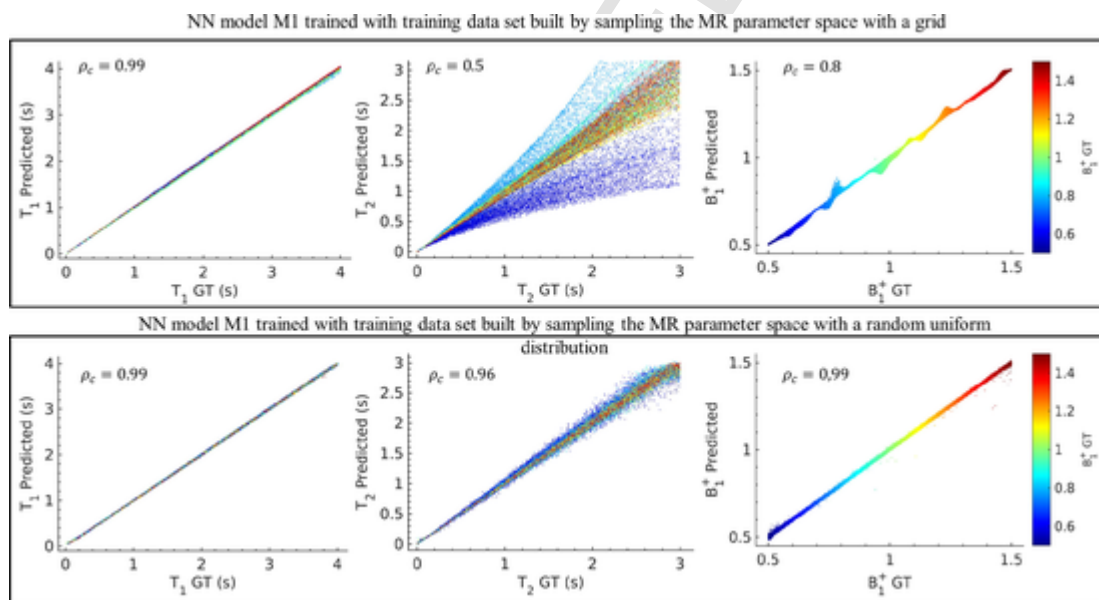 NN model M1 trained with training data set built by sampling the MR parameter space with a grid
ρc = 0.99
T1 Predicted (s)
4
3
2
1
0
0 1 2 3 4
T1 GT (s)
ρc = 0.5
T2 Predicted (s)
3
2.5
2
1.5
1
0.5
0
0 1 2 3
T2 GT (s)
ρc = 0.8
B1+ Predicted
1.5
1
0.5
0.5 1 1.5
B1+ GT
1.4
1.2
1
0.8
0.6
B1+ GT
NN model M1 trained with training data set built by sampling the MR parameter space with a random uniform
distribution
ρc = 0.99
T1 Predicted (s)
4
3
2
1
0
0 1 2 3 4
T1 GT (s)
ρc = 0.96
T2 Predicted (s)
3
2.5
2
1.5
1
0.5
0
0 1 2 3
T2 GT (s)
ρc = 0,99
B1+ Predicted
1.5
1
0.5
0.5 1 1.5
B1+ GT
1.4
1.2
1
0.8
0.6
B1+ GT